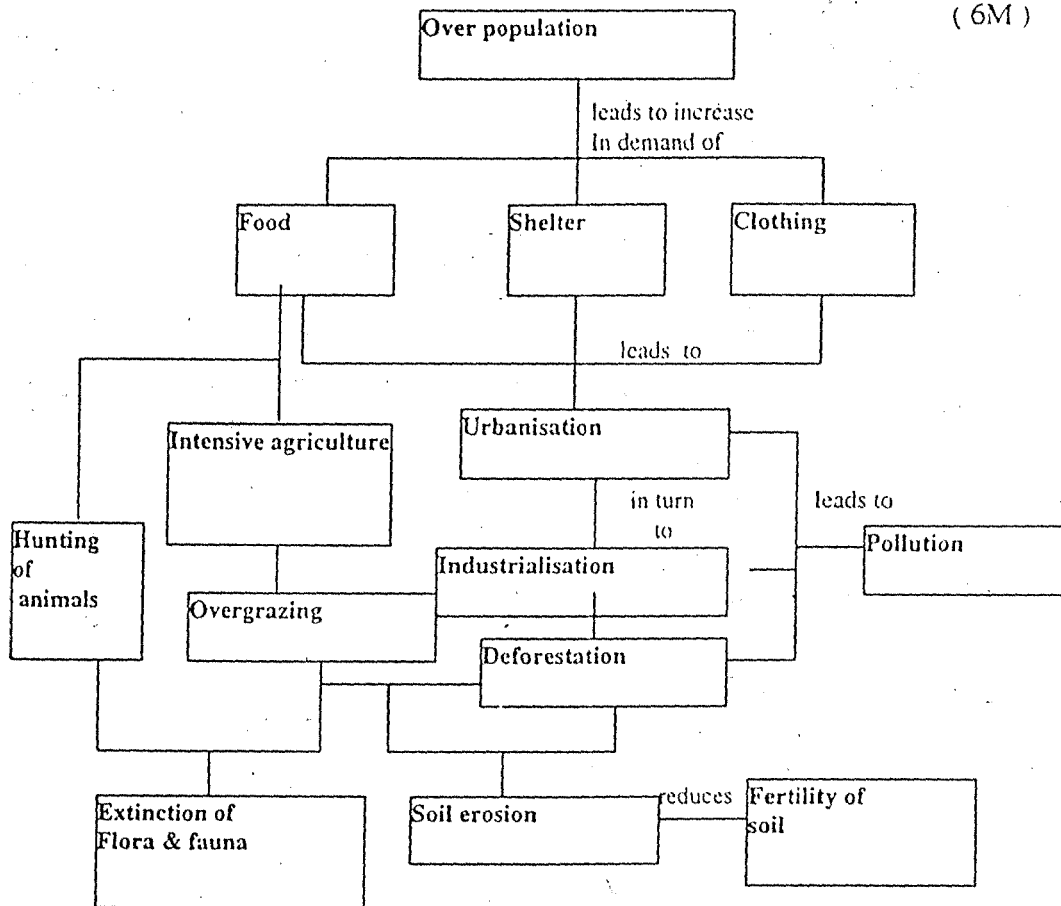 ( 6M )
Over population
leads to increase
In demand of
Food
Shelter
Clothing
leads to
Intensive agriculture
Urbanisation
in turn
to
leads to
Hunting
of
animals
Industrialisation
Pollution
Overgrazing
Deforestation
Extinction of
Flora & fauna
Soil erosion
reduces
Fertility of
soil